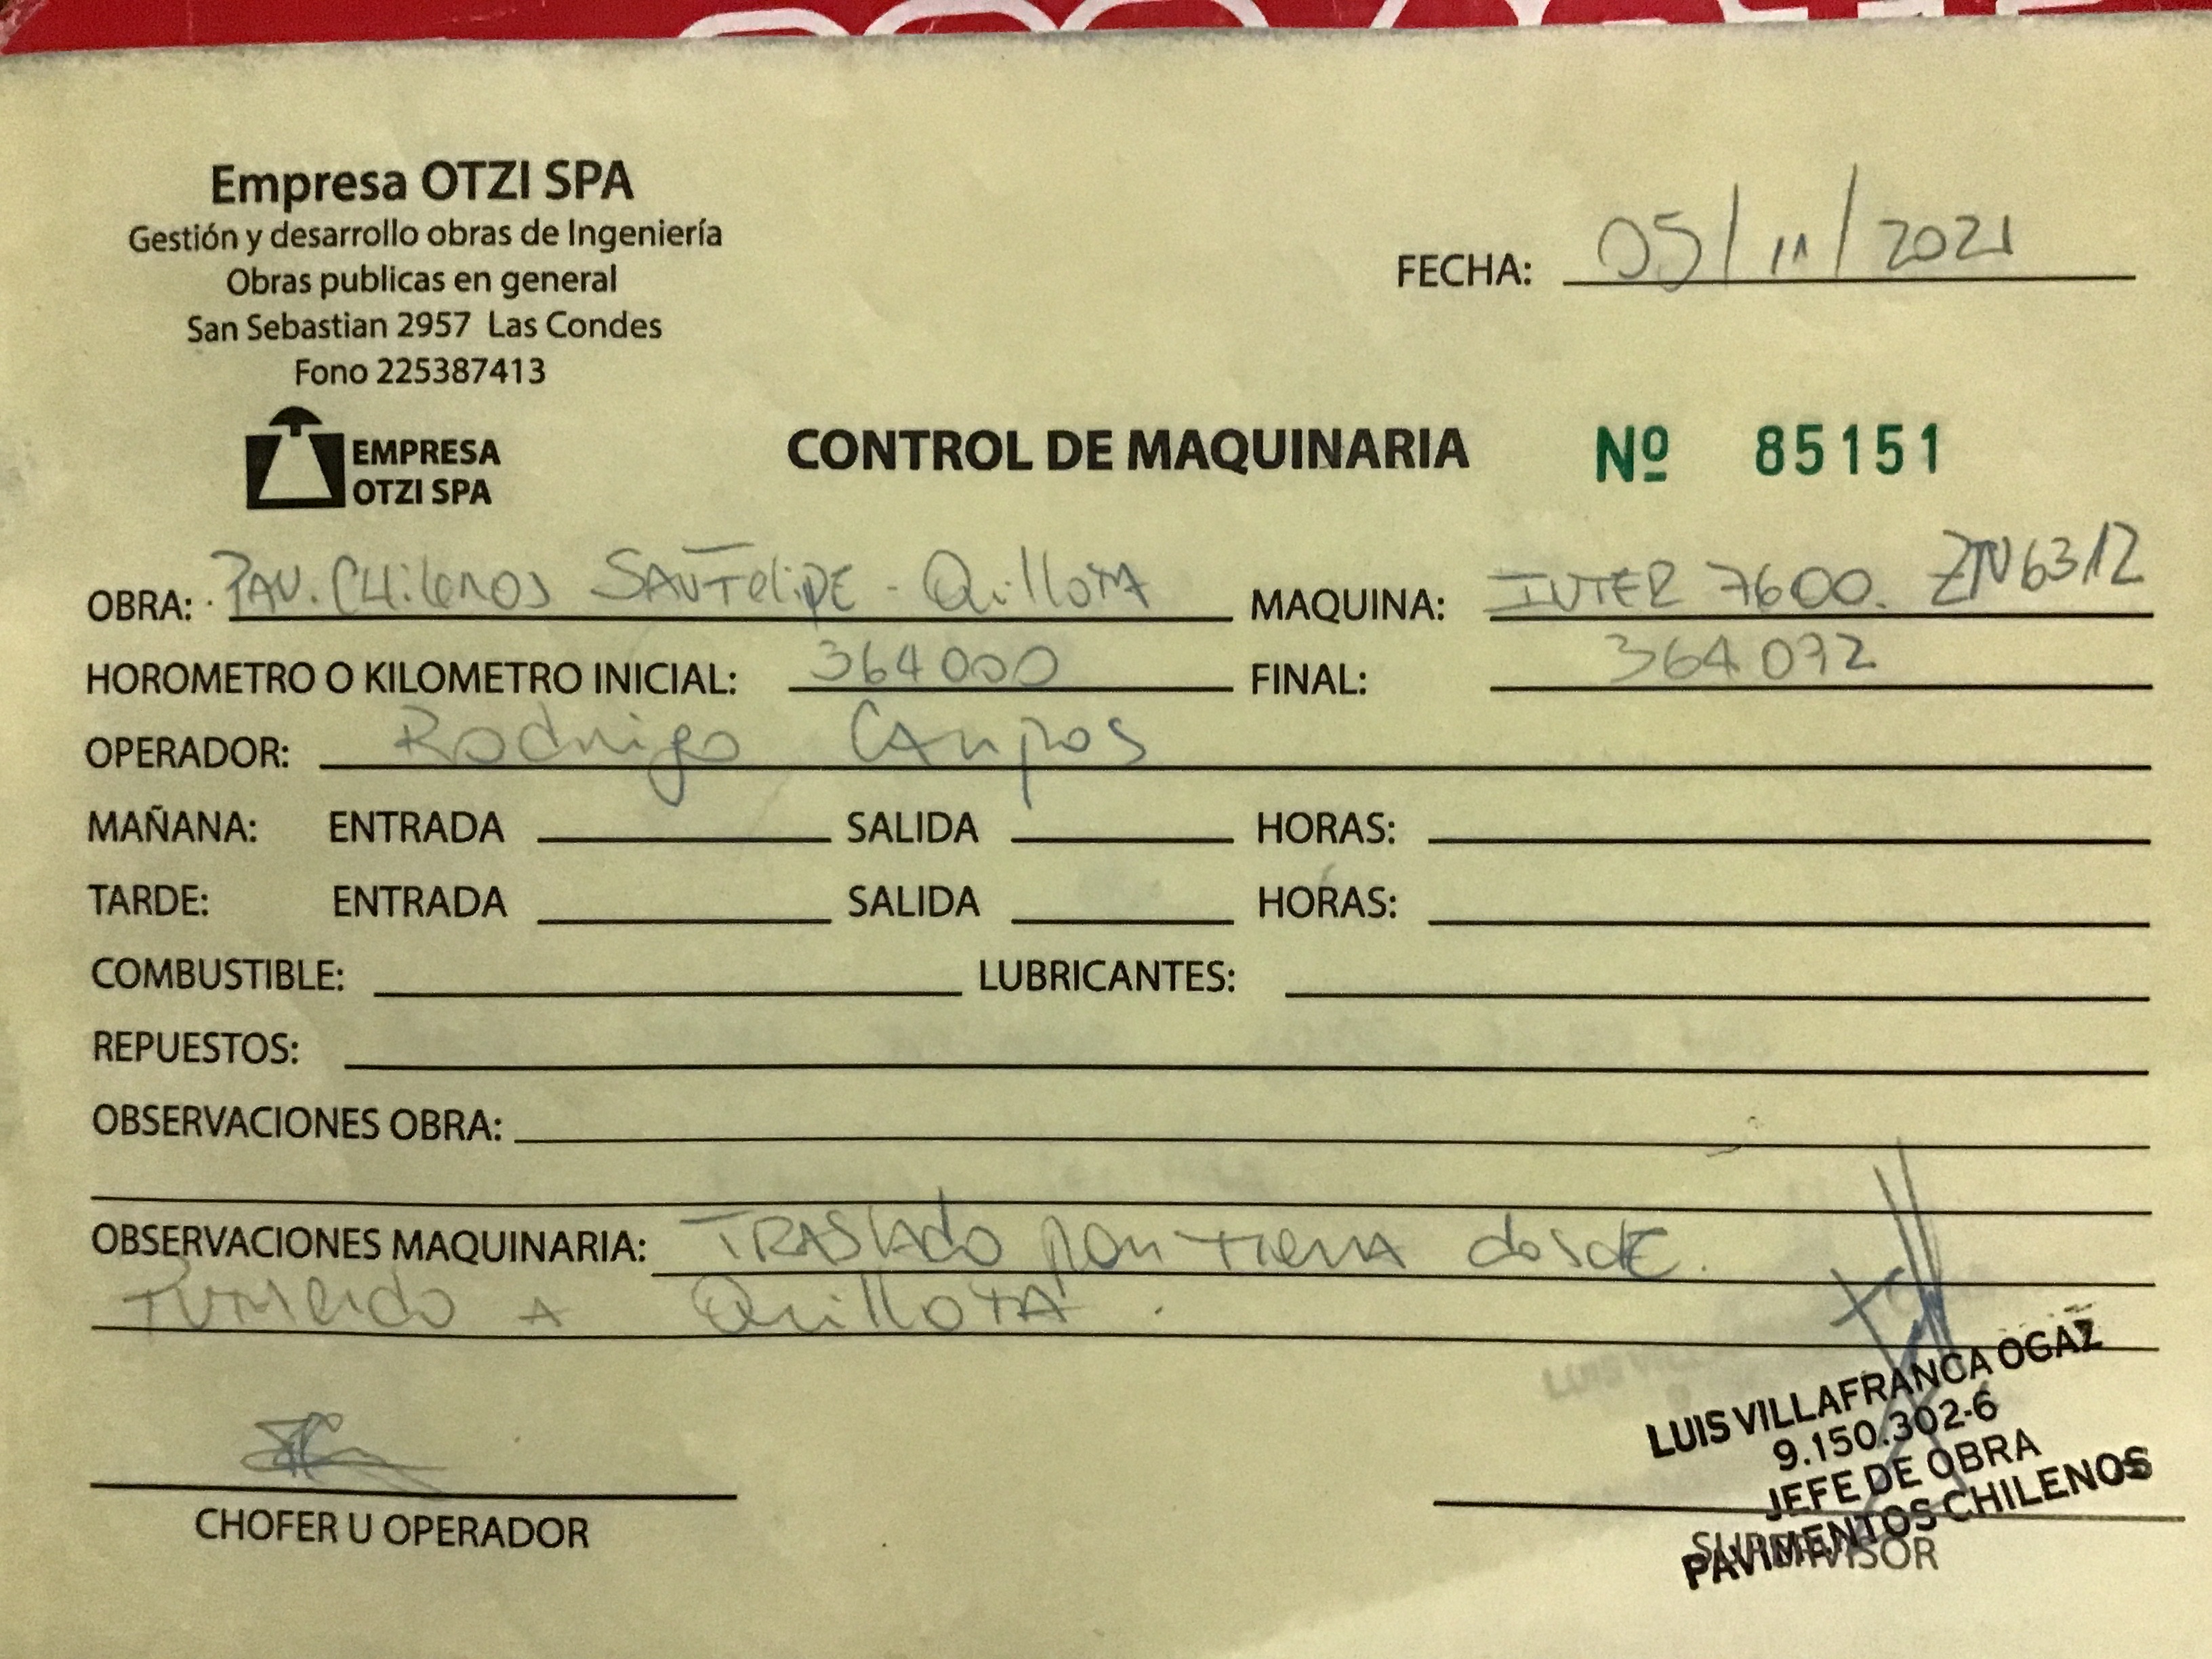 Empresa OTZI SPA
Gestión y desarrollo obras de Ingeniería
Obras publicas en general
San Sebastian 2957 Las Condes
Fono 225387413
FECHA: 05/11/2021
EMPRESA
OTZI SPA
CONTROL DE MAQUINARIA Nº 85151
OBRA: PAV. CHilenos SANFeliPE - Quillota MAQUINA: INTER 7600. ZN6312
HOROMETRO O KILOMETRO INICIAL: 364000 FINAL: 364092
OPERADOR: Rodrigo CAmpos
MAÑANA: ENTRADA SALIDA HORAS:
TARDE: ENTRADA SALIDA HORAS:
COMBUSTIBLE: LUBRICANTES:
REPUESTOS:
OBSERVACIONES OBRA:
OBSERVACIONES MAQUINARIA: TRASlAdo por tierra desde
A Quillota.
CHOFER U OPERADOR
LUIS VILLAFRANCA OGAZ
9.150.302-6
JEFE DE OBRA
PAVIMENTOS CHILENOS
SUPERVISOR